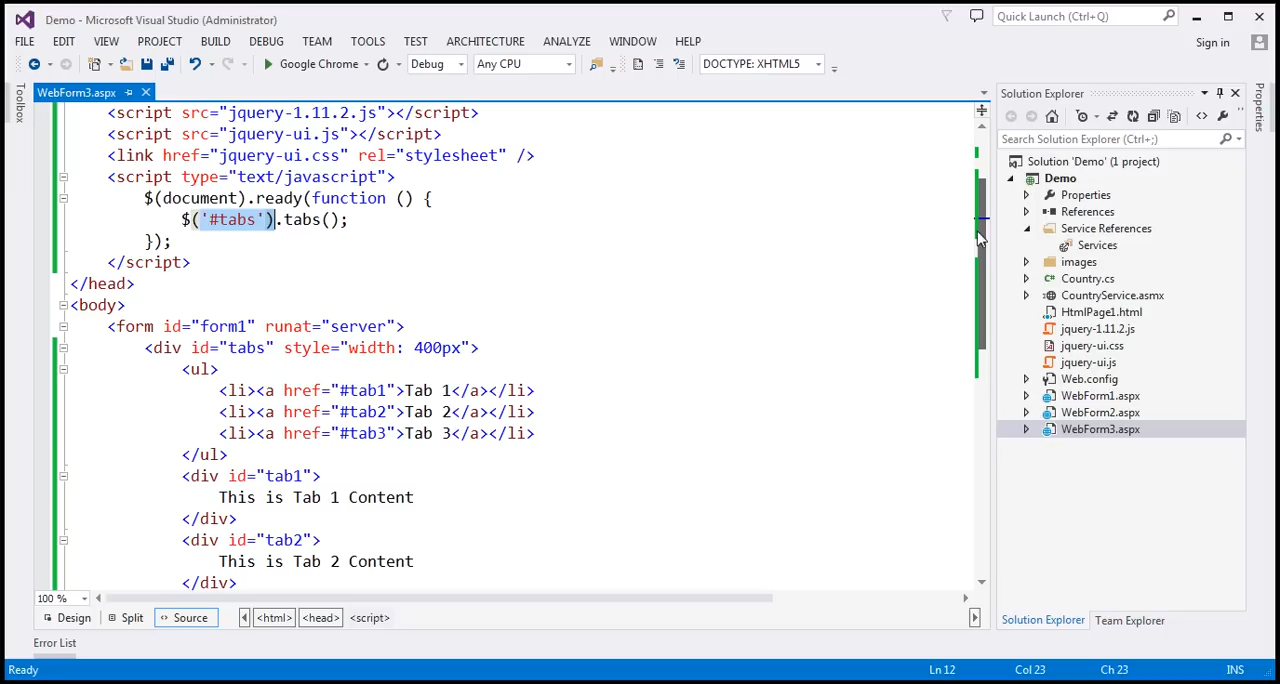 Demo - Microsoft Visual Studio (Administrator)
Quick Launch (Ctrl+Q)
FILE EDIT VIEW PROJECT BUILD DEBUG TEAM TOOLS TEST ARCHITECTURE ANALYZE WINDOW HELP
Sign in
Google Chrome Debug Any CPU DOCTYPE: XHTML5
Toolbox
WebForm3.aspx
<script src="jquery-1.11.2.js"></script>
<script src="jquery-ui.js"></script>
<link href="jquery-ui.css" rel="stylesheet" />
<script type="text/javascript">
$(document).ready(function () {
$('#tabs').tabs();
});
</script>
</head>
<body>
<form id="form1" runat="server">
<div id="tabs" style="width: 400px">
<ul>
<li><a href="#tab1">Tab 1</a></li>
<li><a href="#tab2">Tab 2</a></li>
<li><a href="#tab3">Tab 3</a></li>
</ul>
<div id="tab1">
This is Tab 1 Content
</div>
<div id="tab2">
This is Tab 2 Content
</div>
100 %
Design Split Source <html> <head> <script>
Error List
Solution Explorer
Search Solution Explorer (Ctrl+;)
Solution 'Demo' (1 project)
Demo
Properties
References
Service References
Services
images
Country.cs
CountryService.asmx
HtmlPage1.html
jquery-1.11.2.js
jquery-ui.css
jquery-ui.js
Web.config
WebForm1.aspx
WebForm2.aspx
WebForm3.aspx
Solution Explorer Team Explorer
Properties
Ready Ln 12 Col 23 Ch 23 INS